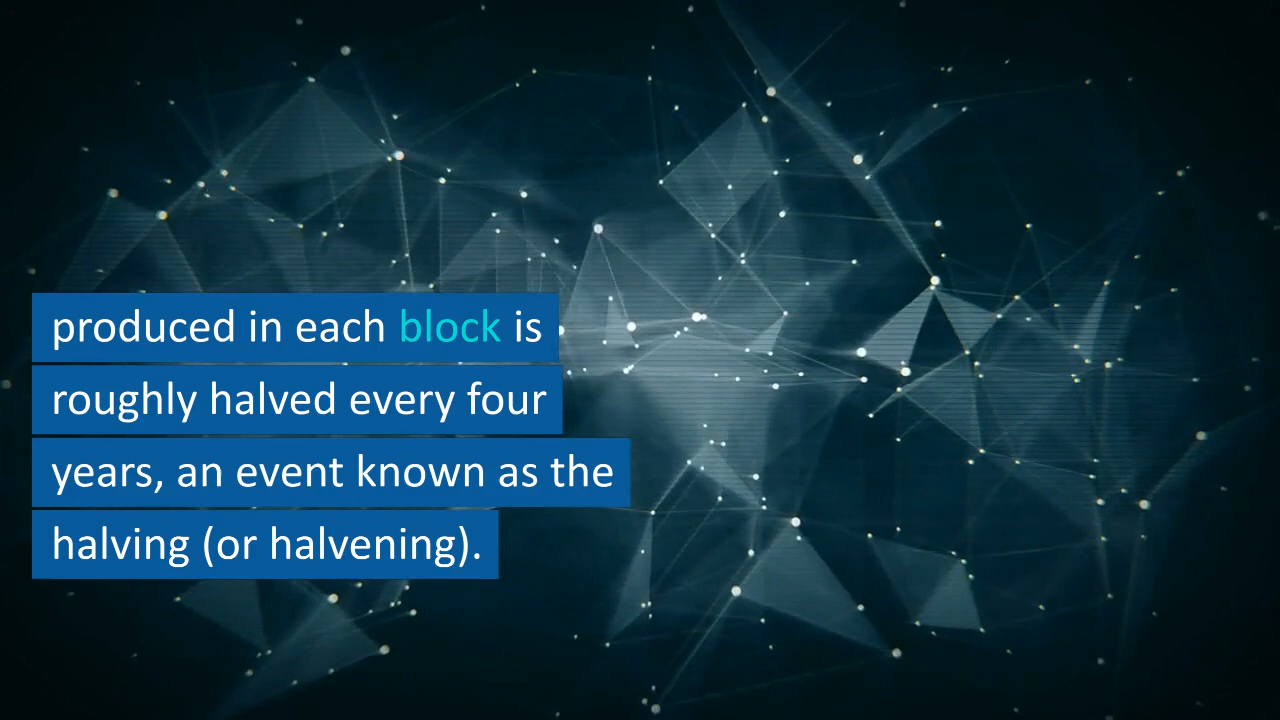 produced in each block is
roughly halved every four
years, an event known as the
halving (or halvening).